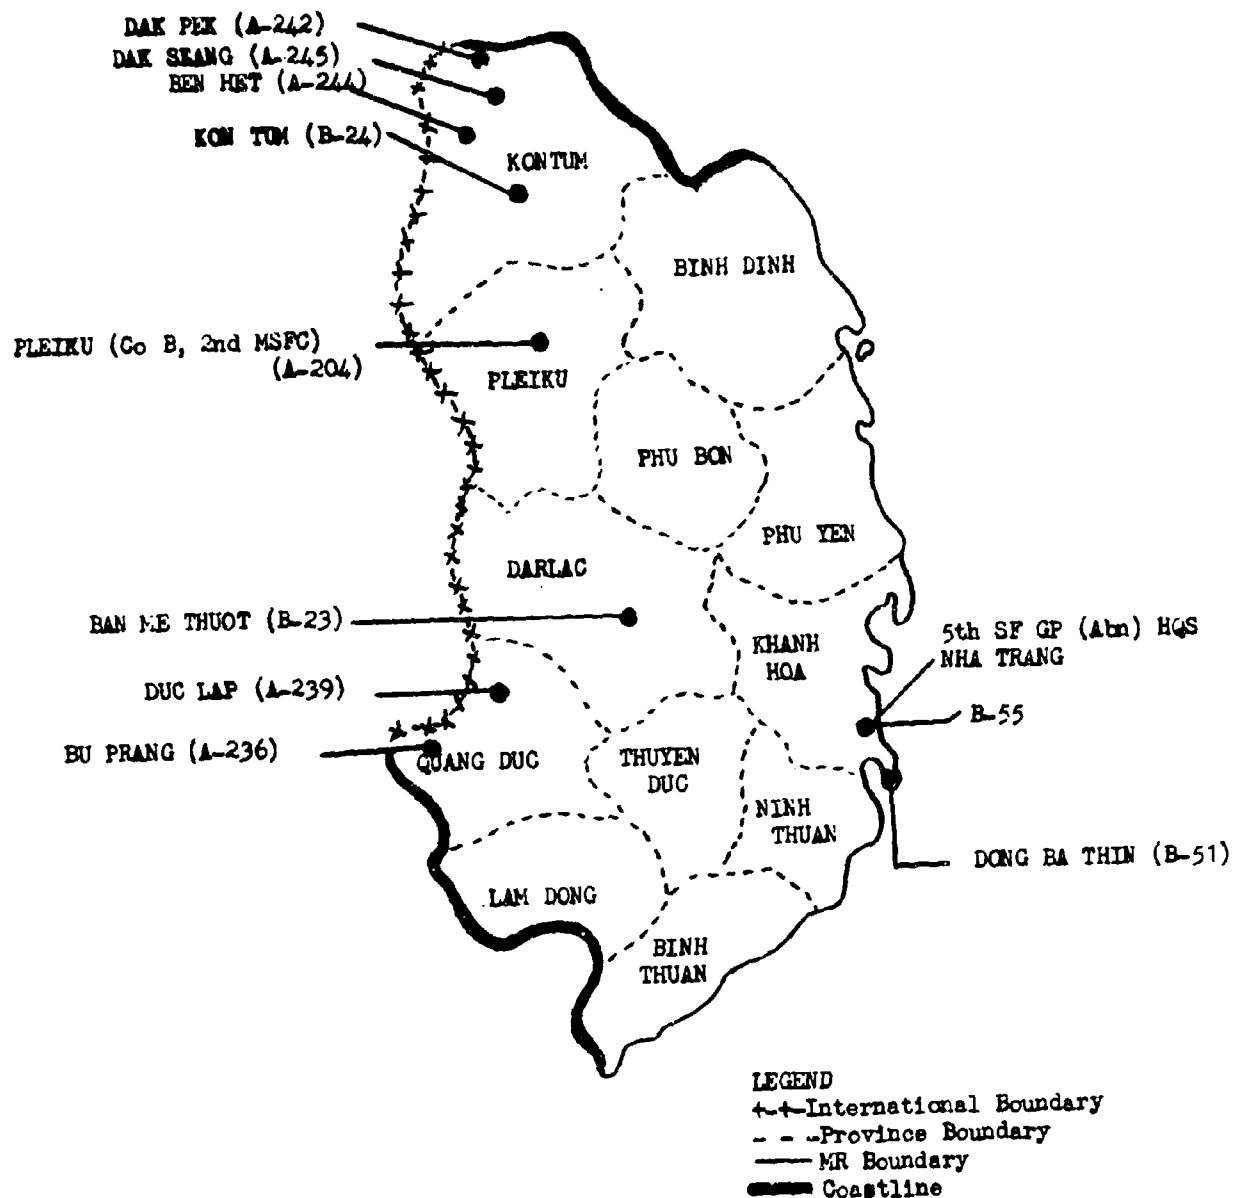 DAK PEK (A-242)
DAK SEANG (A-245)
BEN HET (A-244)
KON TUM (B-24)
KONTUM
BINH DINH
PLEIKU (Co B, 2nd MSFC)
(A-204)
PLEIKU
PHU BON
PHU YEN
DARLAC
BAN ME THUOT (B-23)
KHANH
HOA
5th SF GP (Abn) HQS
NHA TRANG
DUC LAP (A-239)
B-55
BU PRANG (A-236)
QUANG DUC
THUYEN
DUC
NINH
THUAN
DONG BA THIN (B-51)
LAM DONG
BINH
THUAN
LEGEND
International Boundary
Province Boundary
MR Boundary
Coastline